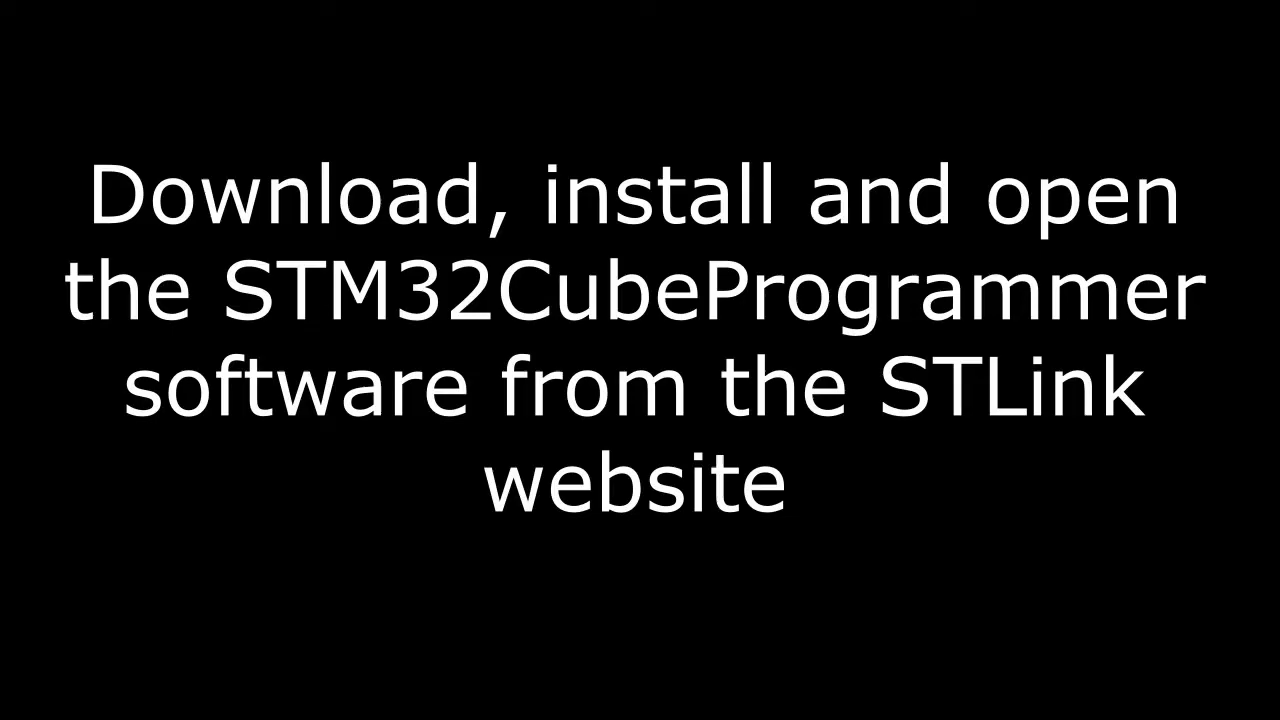 Download, install and open
the STM32CubeProgrammer
software from the STLink
website